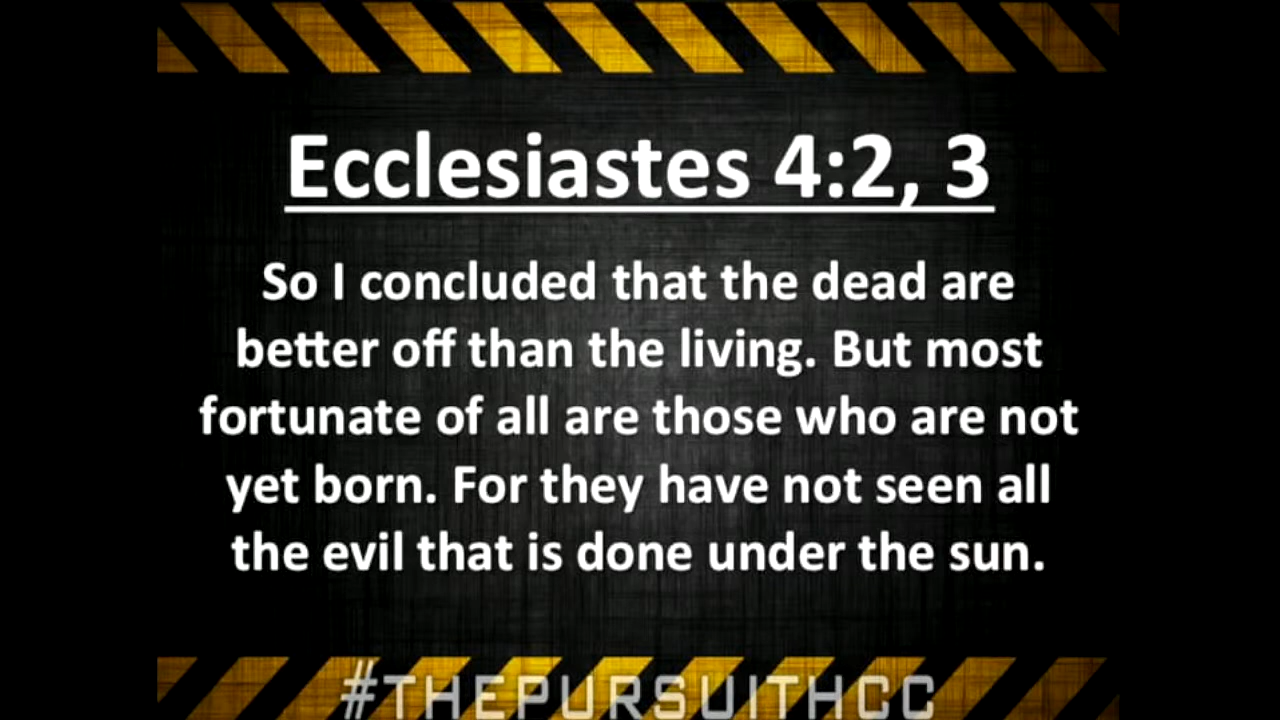 Ecclesiastes 4:2, 3
So I concluded that the dead are
better off than the living. But most
fortunate of all are those who are not
yet born. For they have not seen all
the evil that is done under the sun.
#THEPURSUITHCC